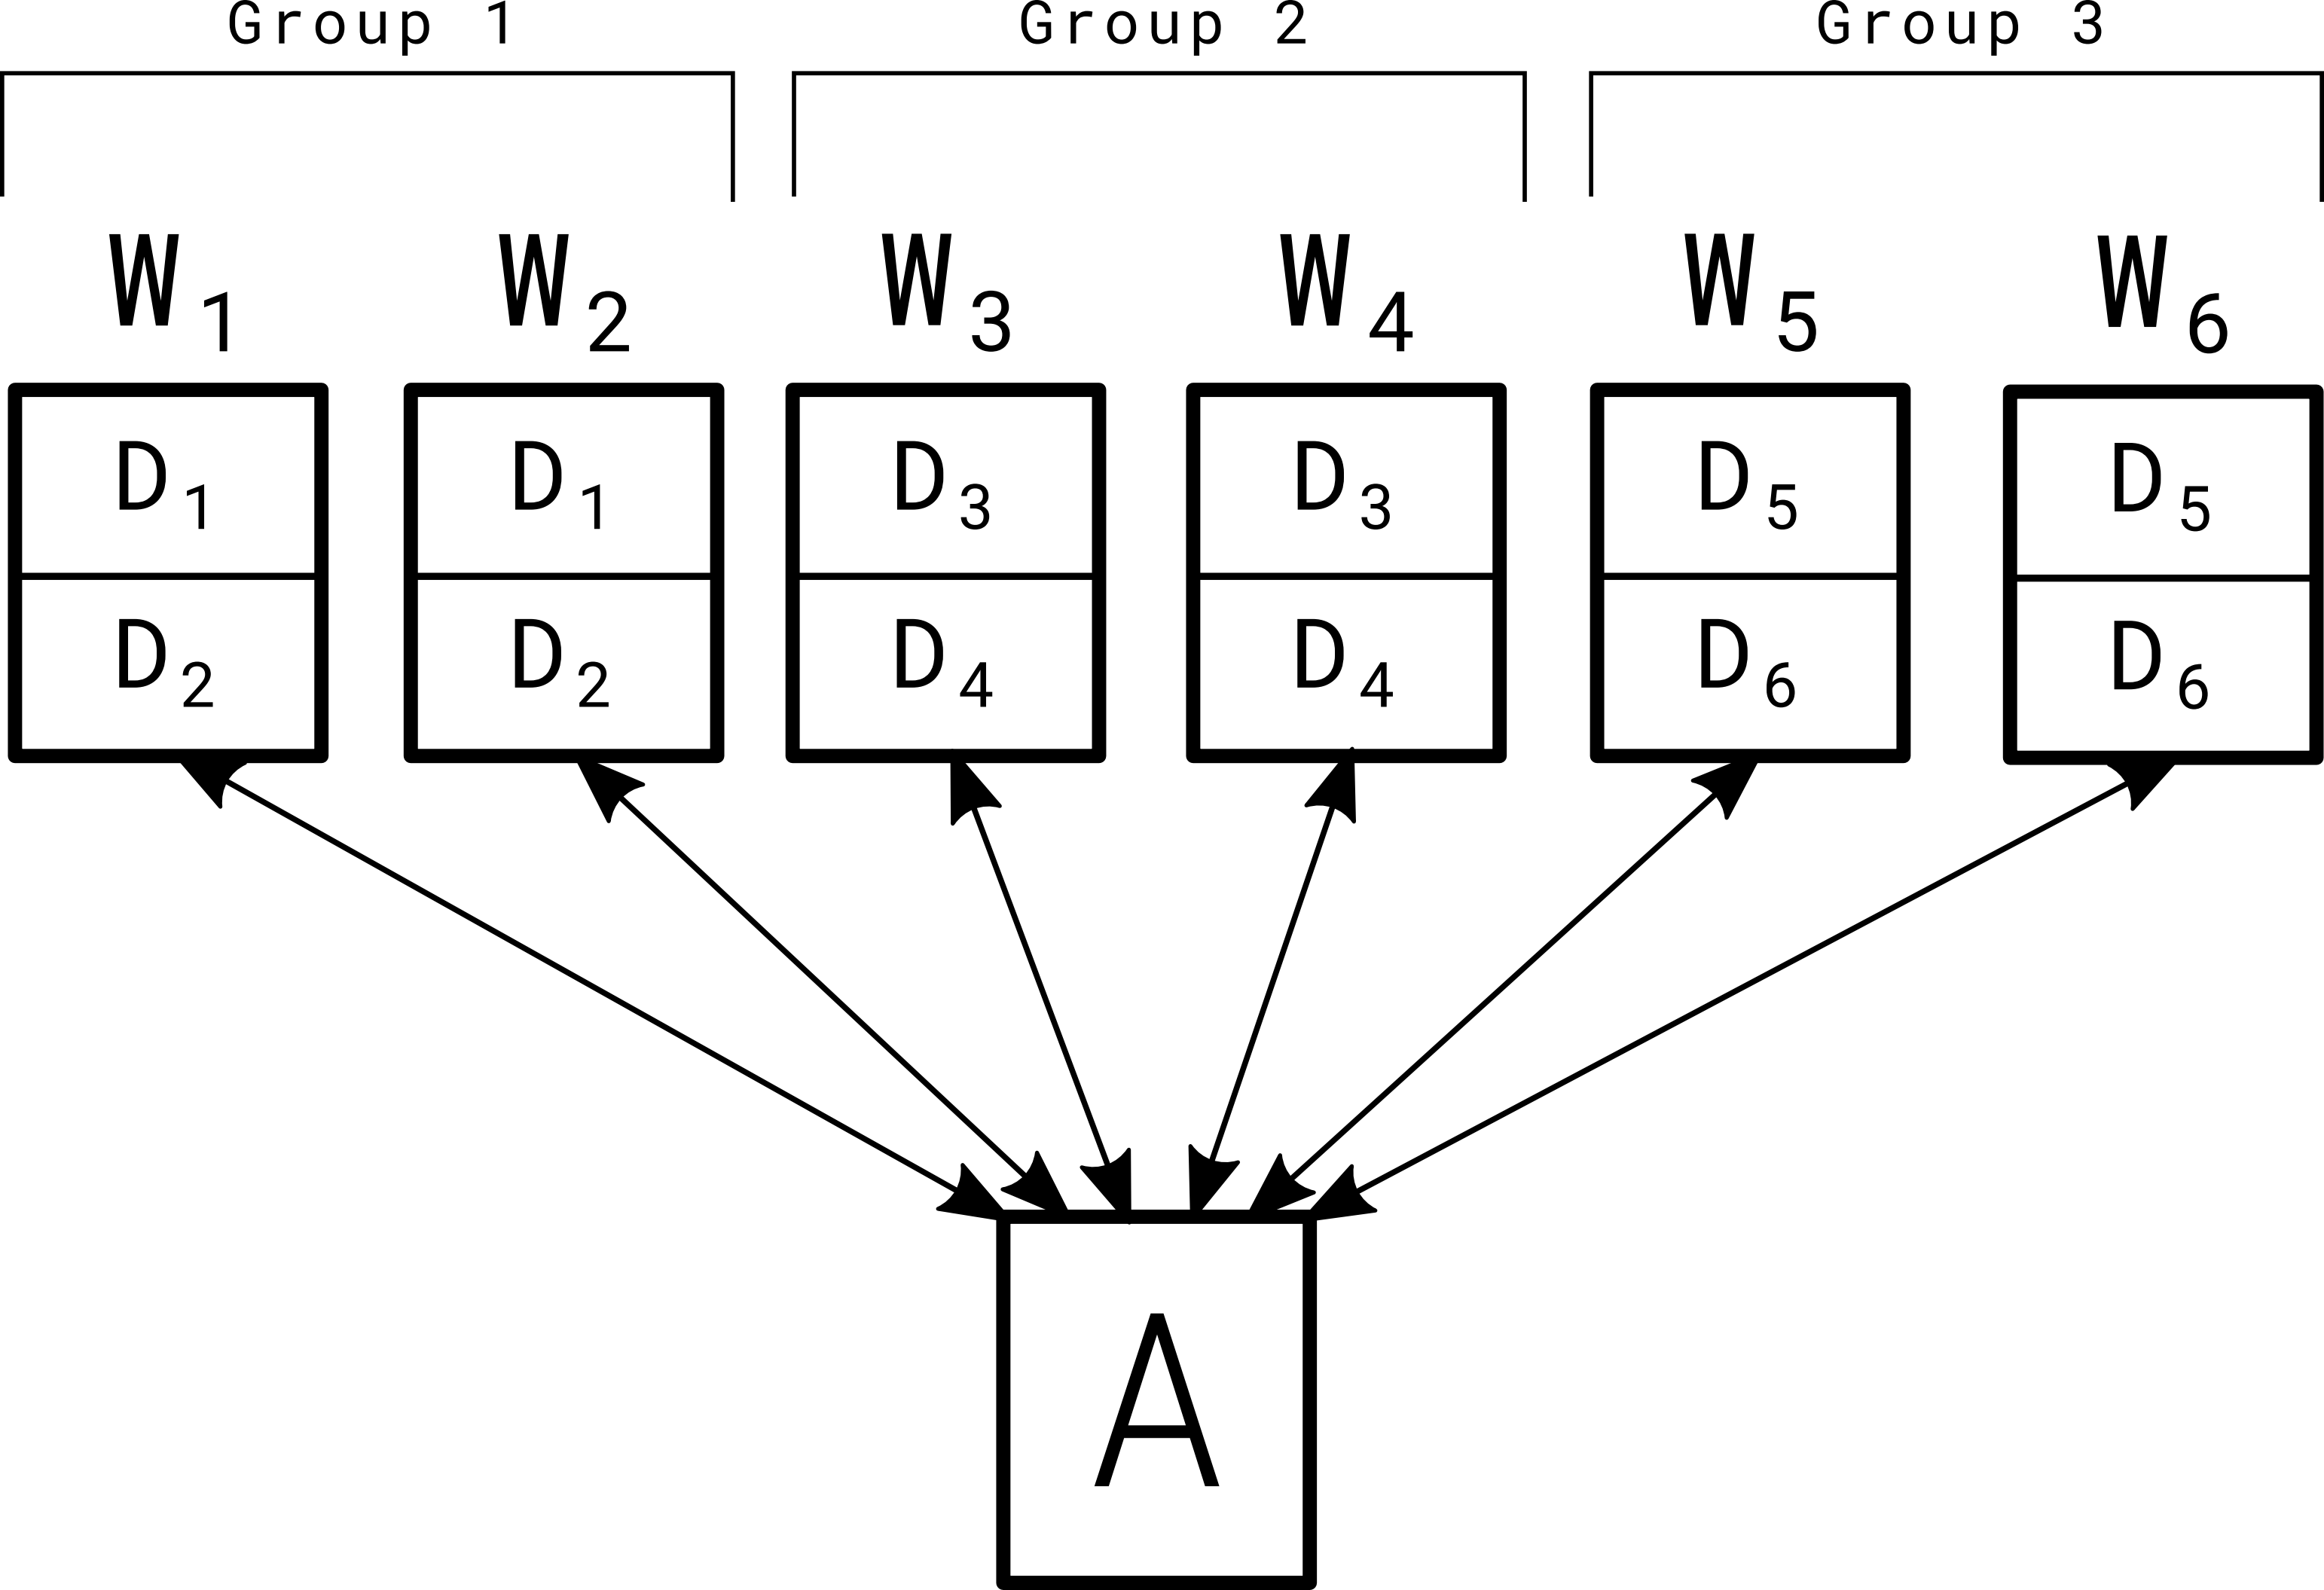 Group 1 Group 2 Group 3
W1 W2 W3 W4 W5 W6
D1 D1 D3 D3 D5 D5
D2 D2 D4 D4 D6 D6
A